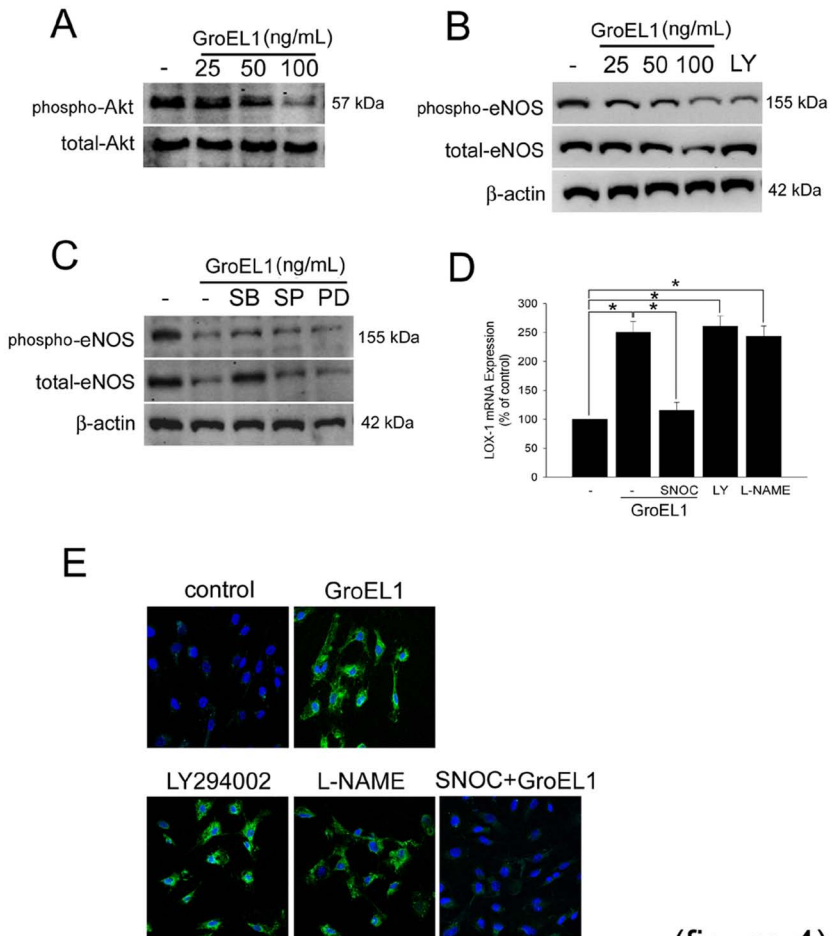 A
GroEL1(ng/mL)
- 25 50 100
phospho-Akt 57 kDa
total-Akt
B
GroEL1(ng/mL)
- 25 50 100 LY
phospho-eNOS 155 kDa
total-eNOS
β-actin 42 kDa
C
GroEL1(ng/mL)
- - SB SP PD
phospho-eNOS 155 kDa
total-eNOS
β-actin 42 kDa
D
*
*
* *
LOX-1 mRNA Expression
(% of control)
300
250
200
150
100
50
0
- - SNOC LY L-NAME
GroEL1
E
control GroEL1
LY294002 L-NAME SNOC+GroEL1